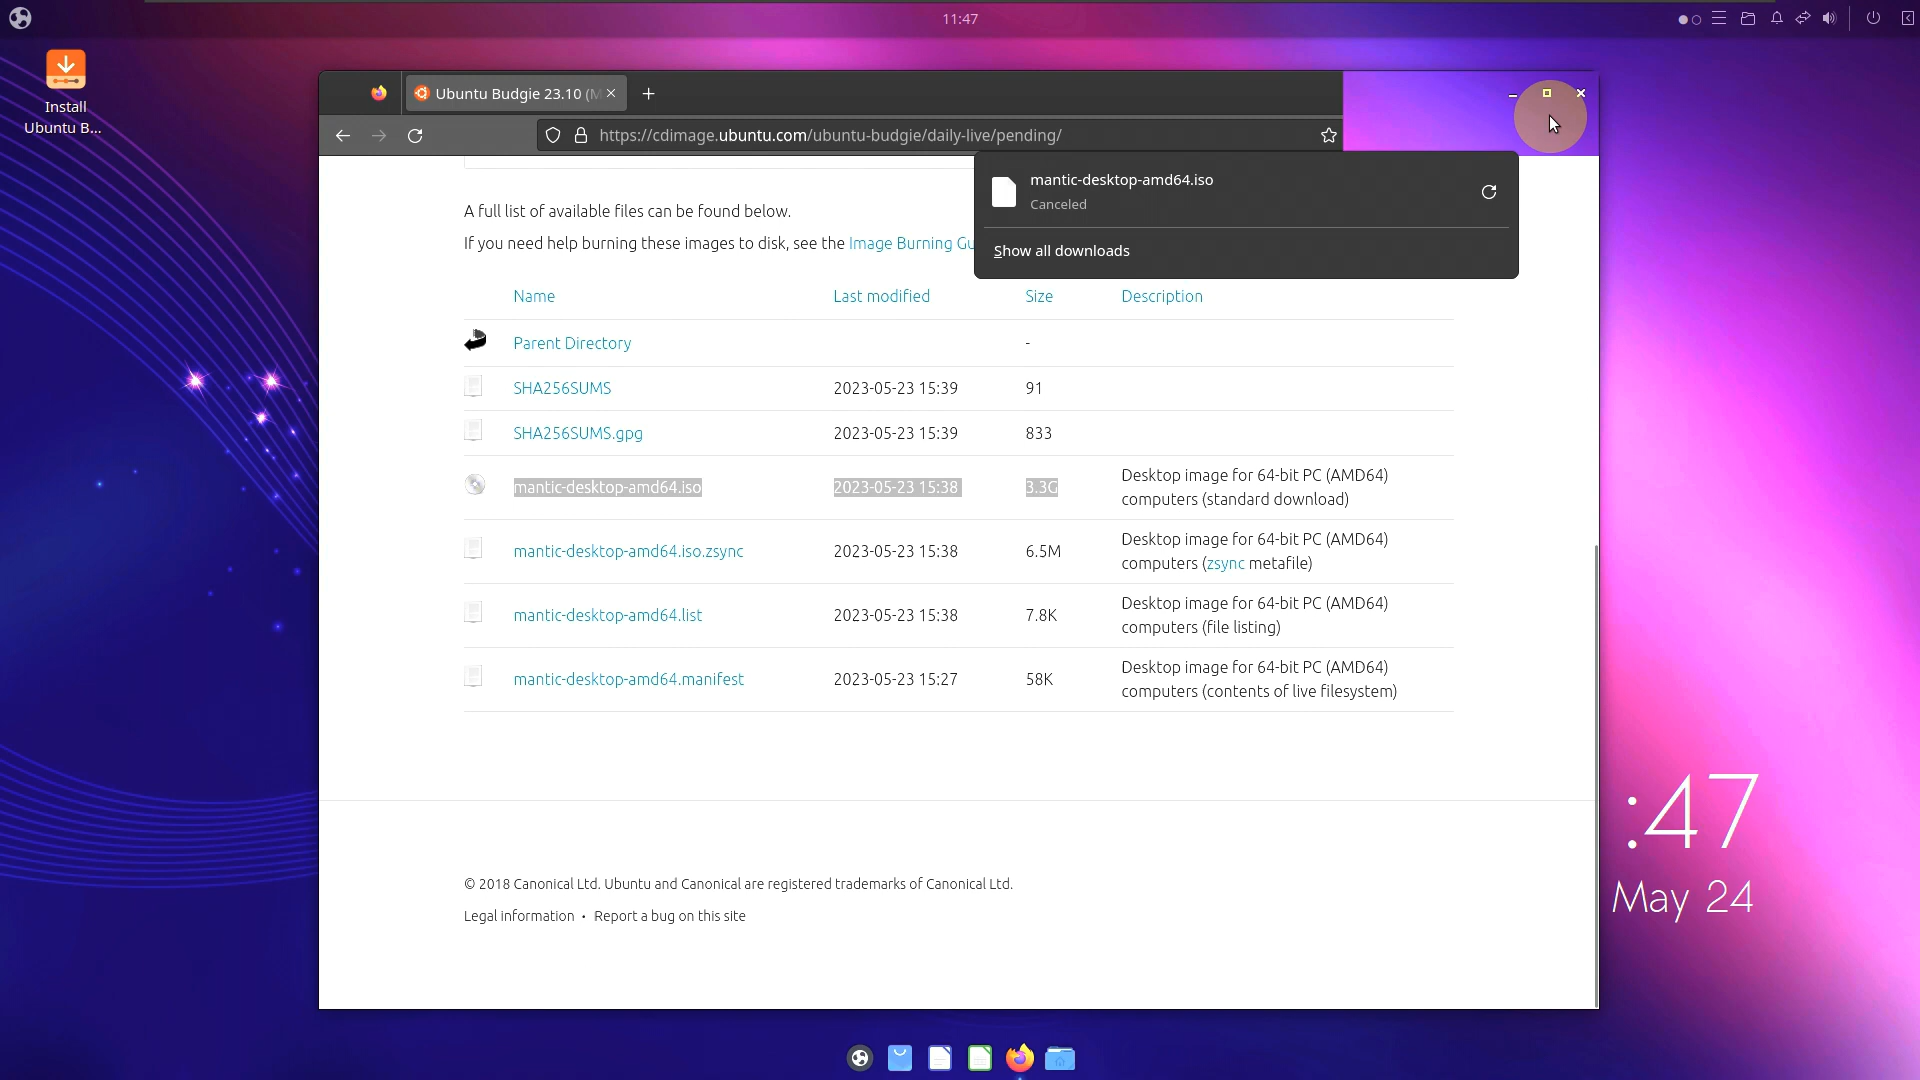 11:47
Install
Ubuntu B...
Ubuntu Budgie 23.10 (M
https://cdimage.ubuntu.com/ubuntu-budgie/daily-live/pending/
mantic-desktop-amd64.iso
Canceled
Show all downloads
A full list of available files can be found below.
If you need help burning these images to disk, see the Image Burning Gu
Name Last modified Size Description
Parent Directory -
SHA256SUMS 2023-05-23 15:39 91
SHA256SUMS.gpg 2023-05-23 15:39 833
mantic-desktop-amd64.iso 2023-05-23 15:38 3.3G Desktop image for 64-bit PC (AMD64)
computers (standard download)
mantic-desktop-amd64.iso.zsync 2023-05-23 15:38 6.5M Desktop image for 64-bit PC (AMD64)
computers (zsync metafile)
mantic-desktop-amd64.list 2023-05-23 15:38 7.8K Desktop image for 64-bit PC (AMD64)
computers (file listing)
mantic-desktop-amd64.manifest 2023-05-23 15:27 58K Desktop image for 64-bit PC (AMD64)
computers (contents of live filesystem)
:47
May 24
© 2018 Canonical Ltd. Ubuntu and Canonical are registered trademarks of Canonical Ltd.
Legal information • Report a bug on this site